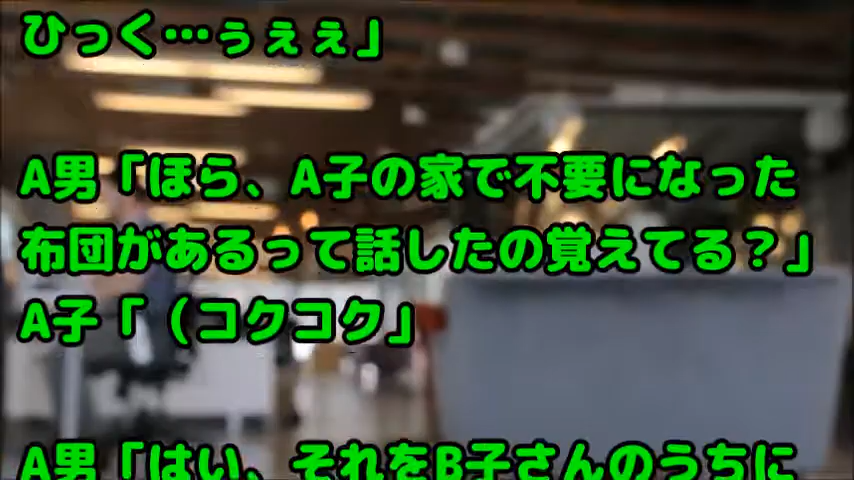 ひっく…ぅぇぇ」
A男「ほら、A子の家で不要になった
布団があるって話したの覚えてる？」
A子「（コクコク」
A男「はい、それをB子さんのうちに